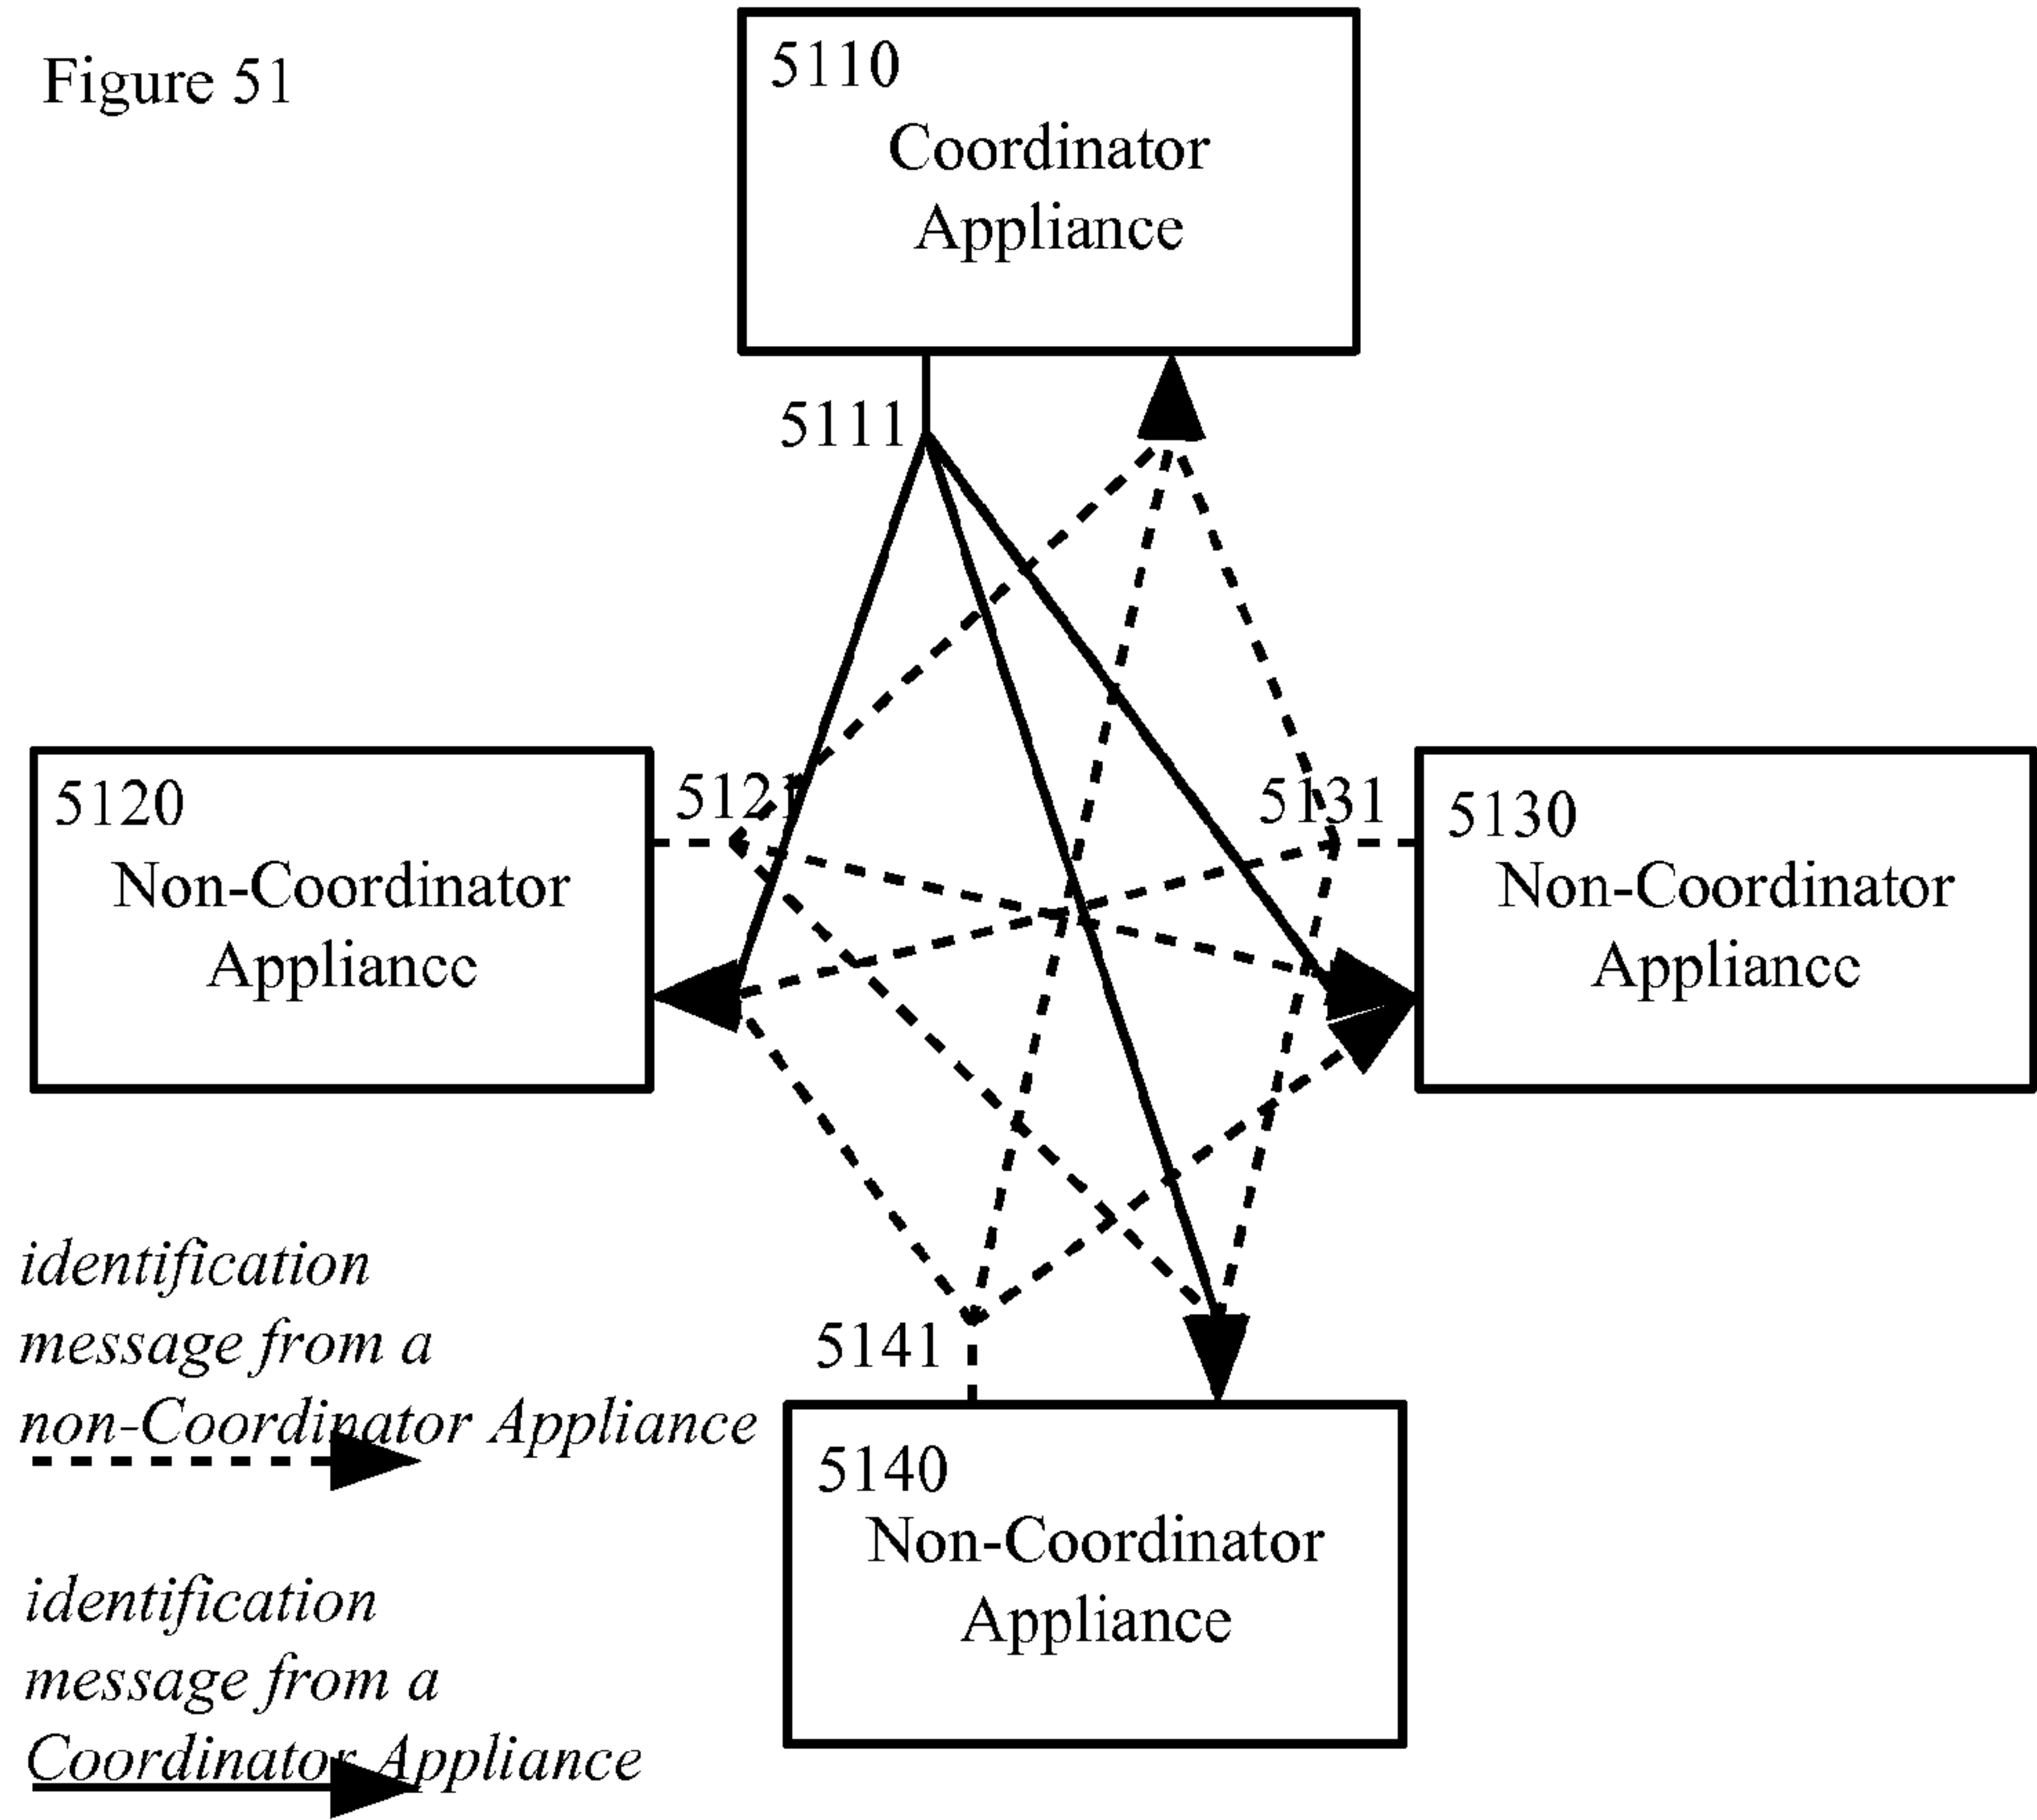 Figure 51
5110
Coordinator
Appliance
5111
5120
Non-Coordinator
Appliance
5121
5131
5130
Non-Coordinator
Appliance
identification
message from a
non-Coordinator Appliance
5141
5140
Non-Coordinator
Appliance
identification
message from a
Coordinator Appliance